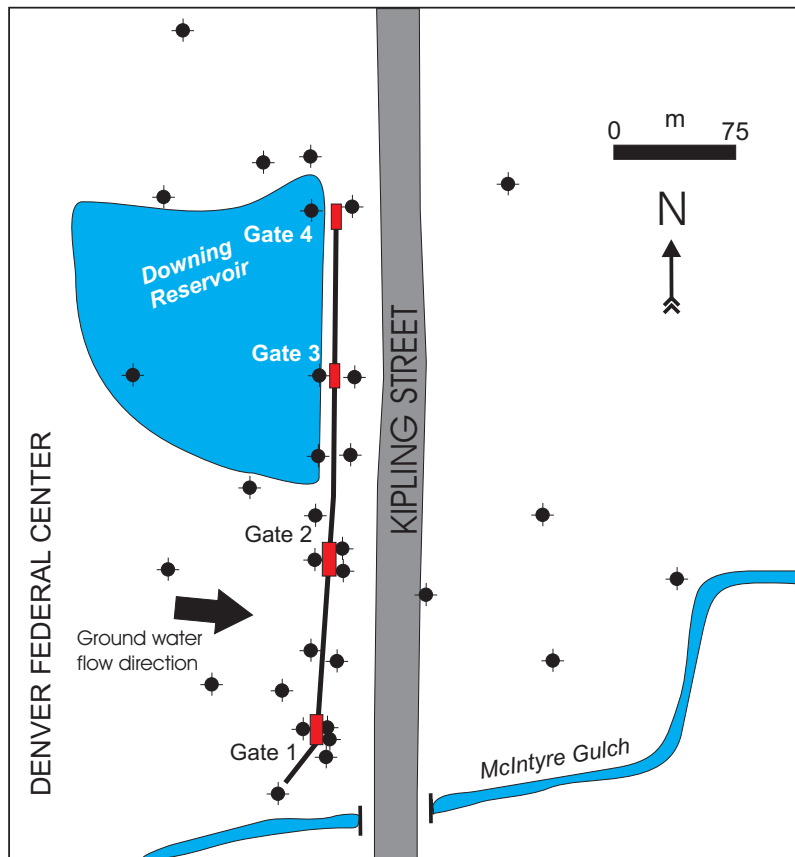 m
0 75
N
Gate 4
Downing
Reservoir
Gate 3
KIPLING STREET
DENVER FEDERAL CENTER
Gate 2
Ground water
flow direction
Gate 1
McIntyre Gulch